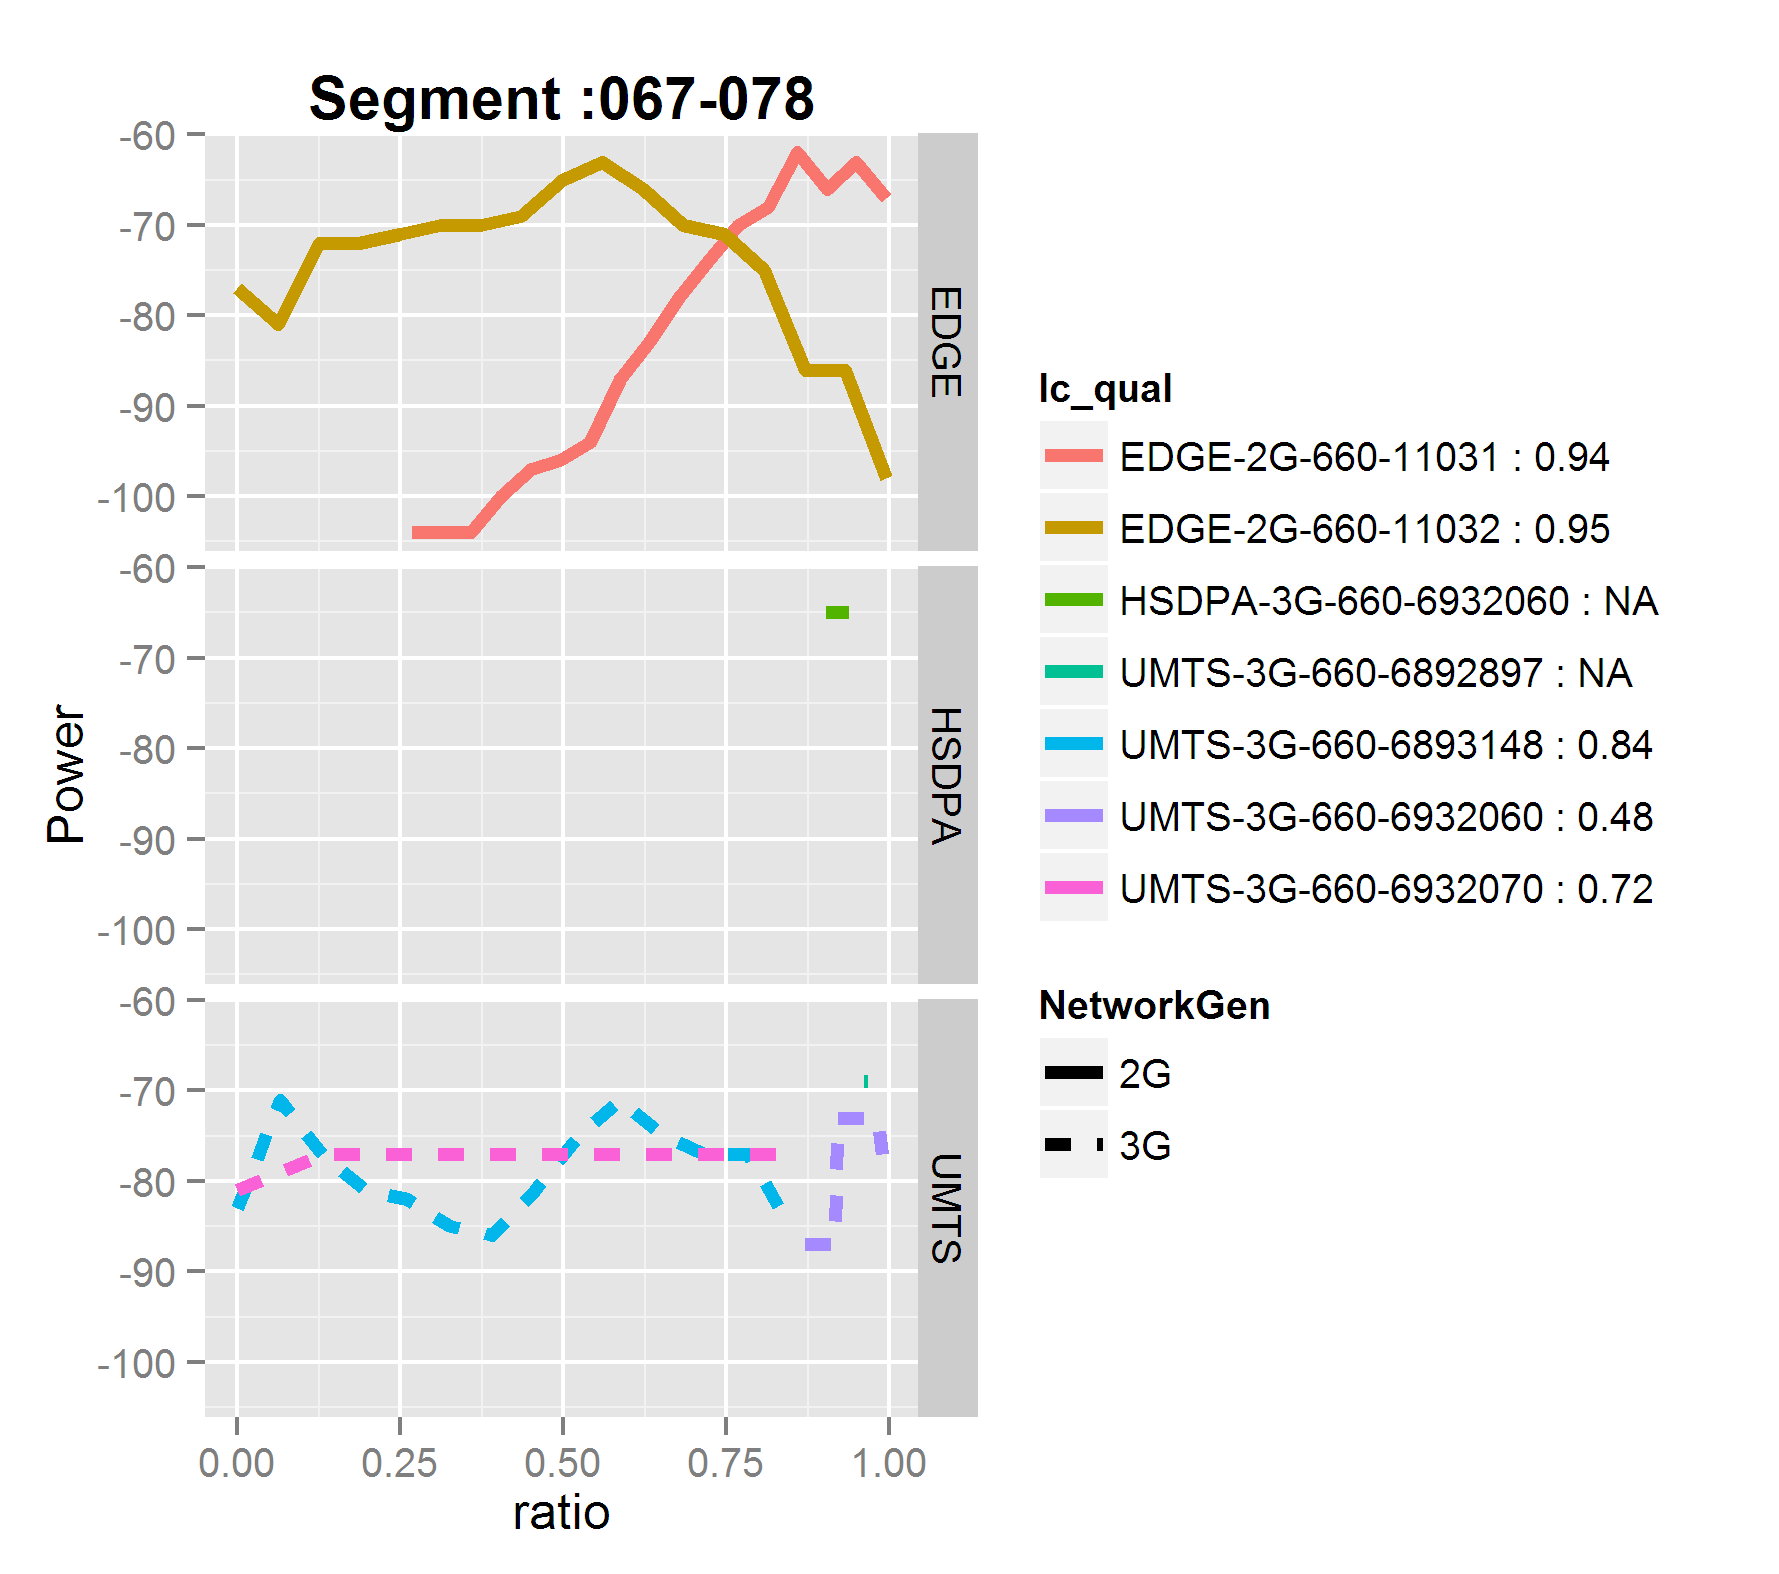 Segment :067-078
-60
-70
-80
-90
-100
EDGE
-60
-70
-80
-90
-100
HSDPA
-60
-70
-80
-90
-100
UMTS
0.00 0.25 0.50 0.75 1.00
ratio
Power
lc_qual
EDGE-2G-660-11031 : 0.94
EDGE-2G-660-11032 : 0.95
HSDPA-3G-660-6932060 : NA
UMTS-3G-660-6892897 : NA
UMTS-3G-660-6893148 : 0.84
UMTS-3G-660-6932060 : 0.48
UMTS-3G-660-6932070 : 0.72
NetworkGen
2G
3G